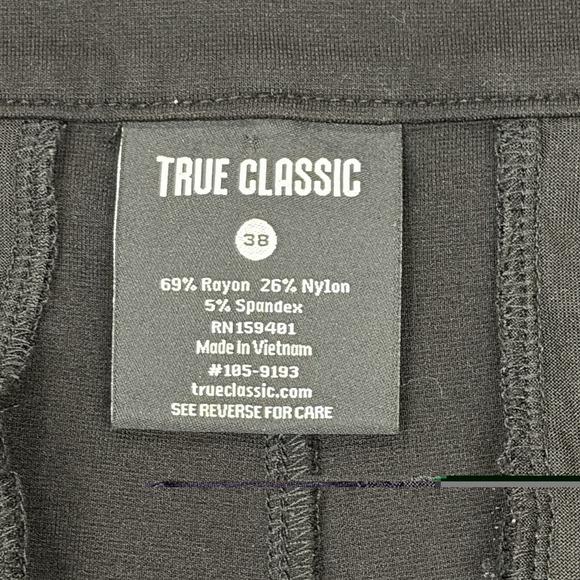 TRUE CLASSIC
38
69% Rayon 26% Nylon
5% Spandex
RN159401
Made In Vietnam
#105-9193
trueclassic.com
SEE REVERSE FOR CARE